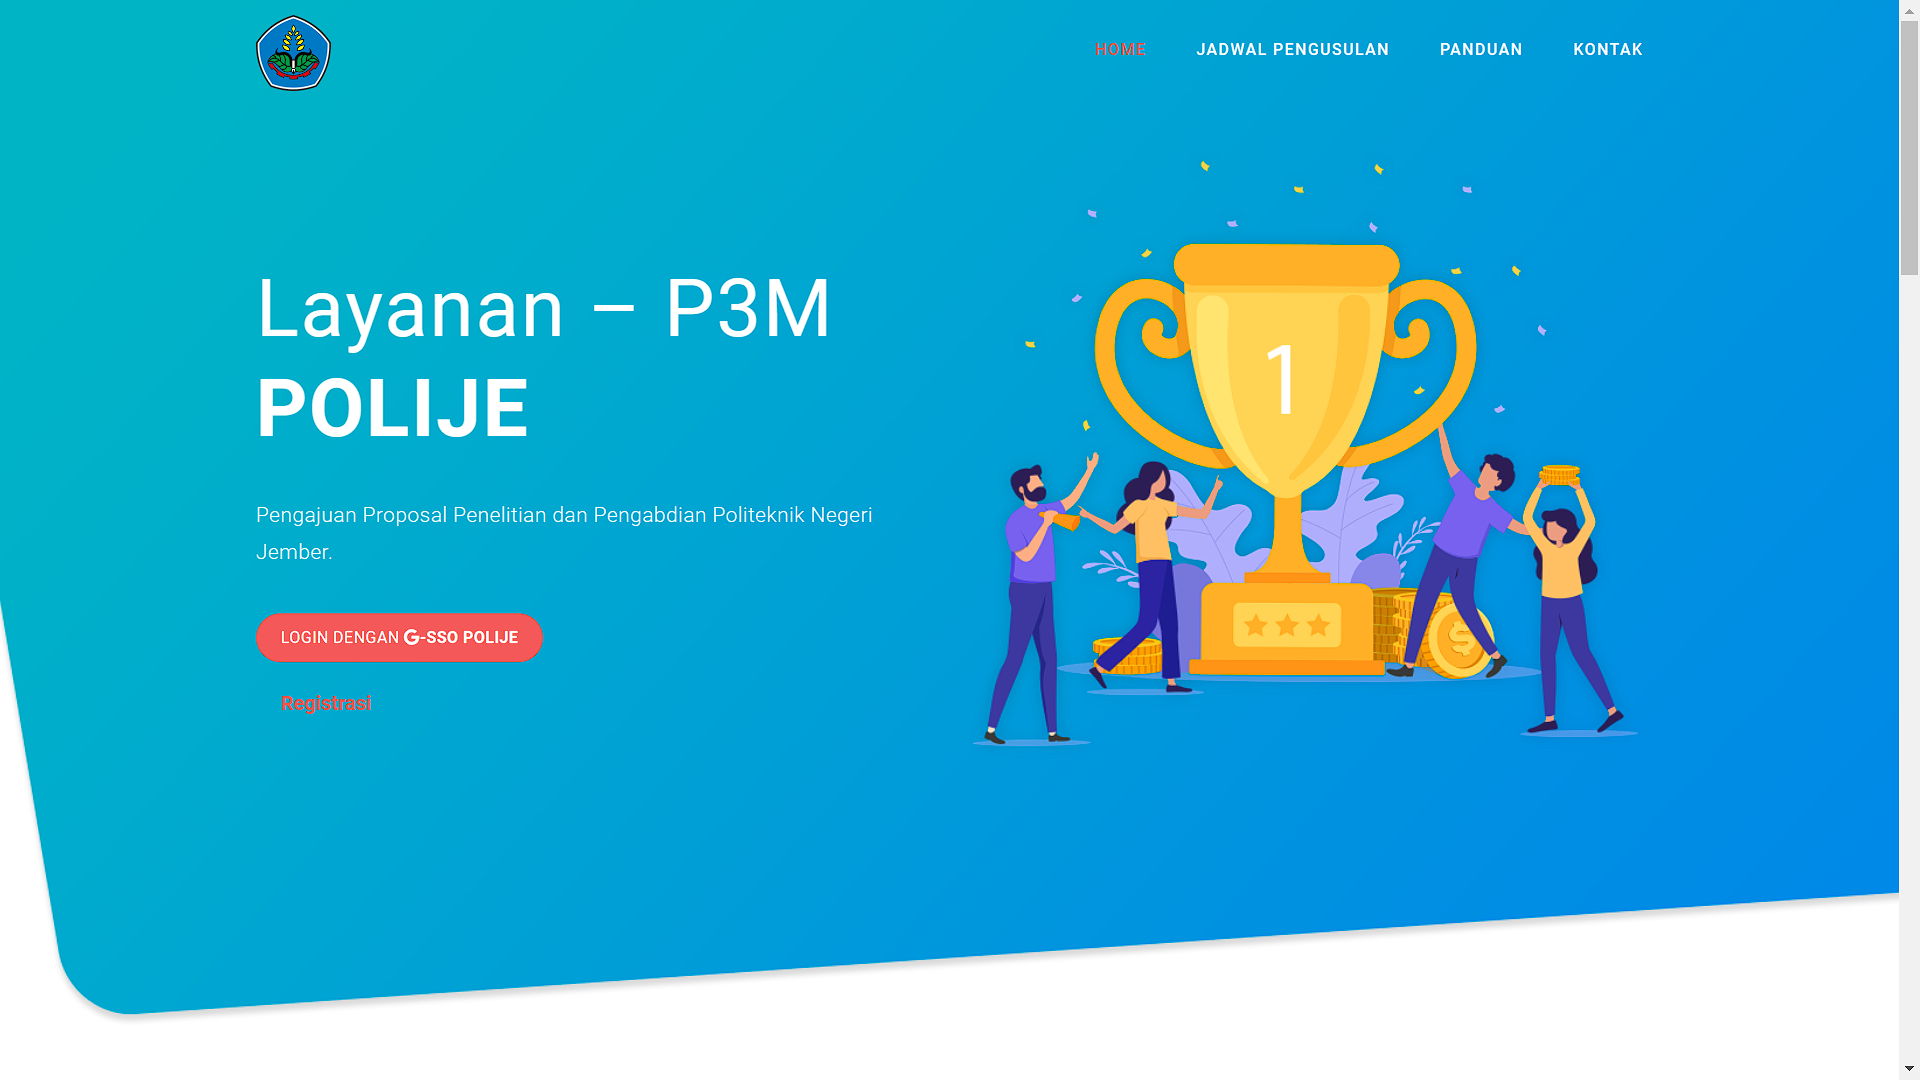 HOME
JADWAL PENGUSULAN
PANDUAN
KONTAK
Layanan – P3M
POLIJE
Pengajuan Proposal Penelitian dan Pengabdian Politeknik Negeri
Jember.
LOGIN DENGAN G-SSO POLIJE
Registrasi
1
$